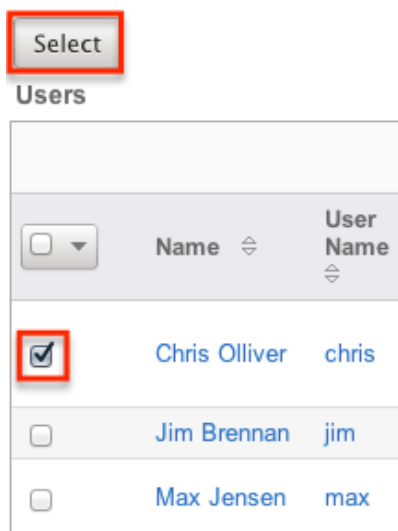 Select
Users
Name User Name
Chris Olliver chris
Jim Brennan jim
Max Jensen max